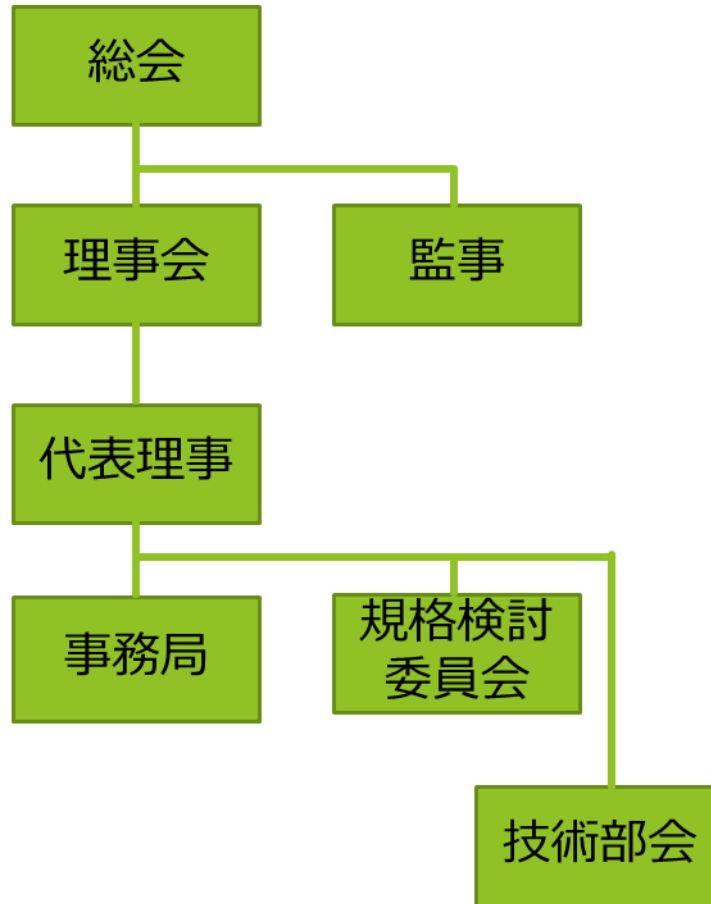 総会
理事会
監事
代表理事
事務局
規格検討
委員会
技術部会